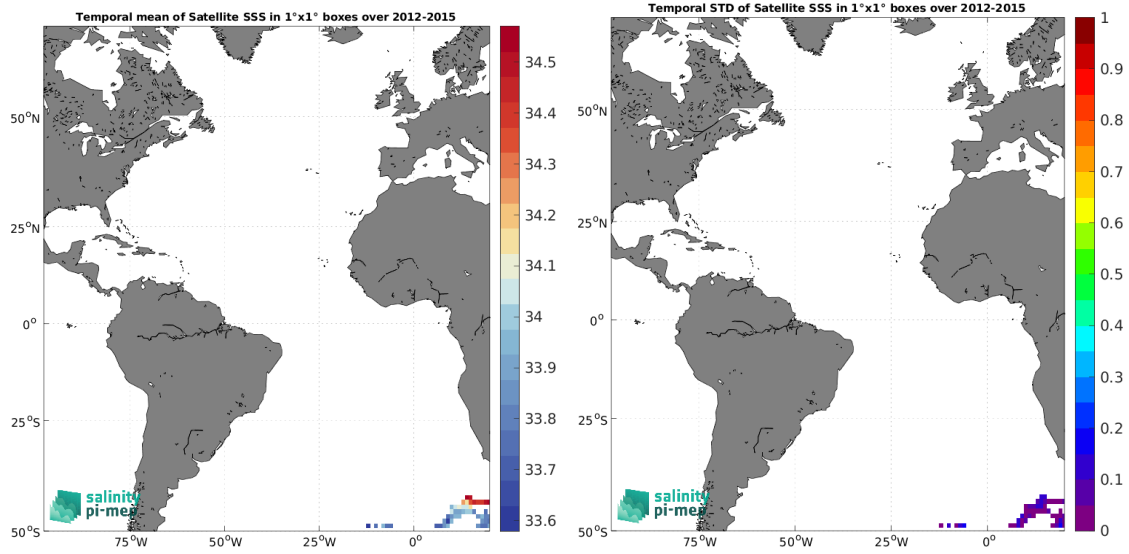 Temporal mean of Satellite SSS in 1°x1° boxes over 2012-2015
50°N
25°N
0°
25°S
50°S
75°W
50°W
25°W
0°
34.5
34.4
34.3
34.2
34.1
34
33.9
33.8
33.7
33.6
salinity
pi-mep
Temporal STD of Satellite SSS in 1°x1° boxes over 2012-2015
50°N
25°N
0°
25°S
50°S
75°W
50°W
25°W
0°
1
0.9
0.8
0.7
0.6
0.5
0.4
0.3
0.2
0.1
0
salinity
pi-mep